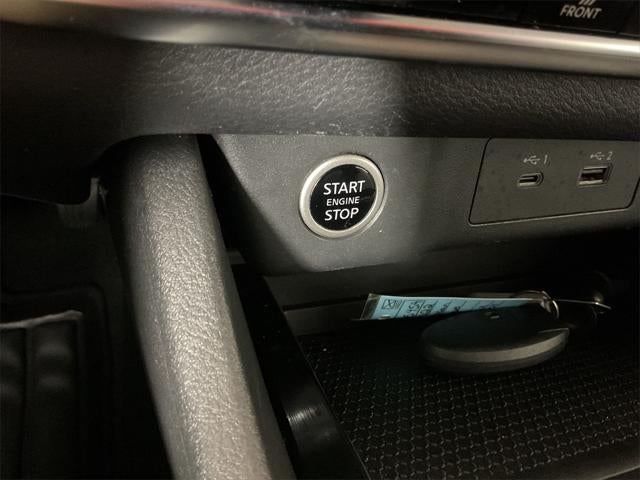 FRONT
START
ENGINE
STOP
1
2